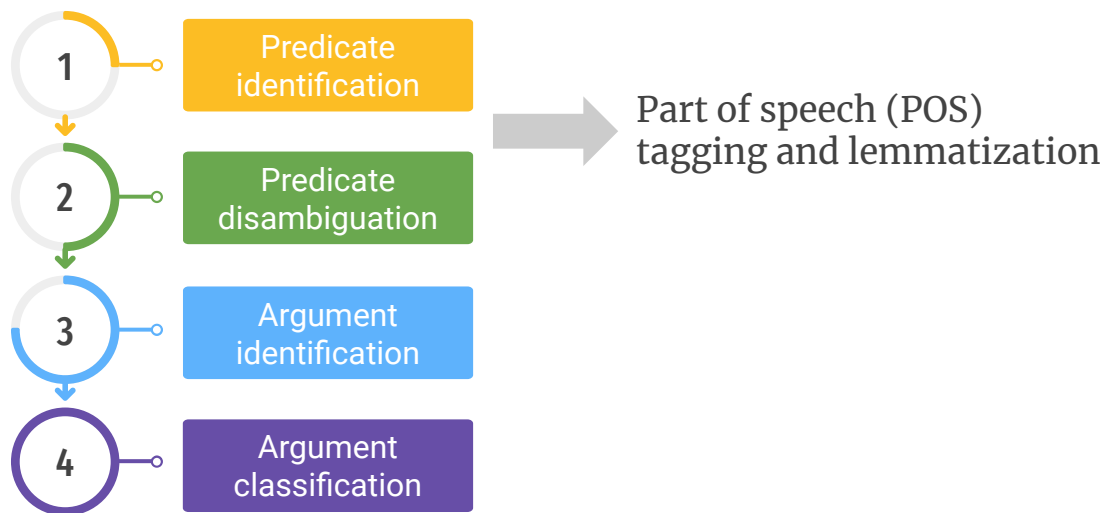 1
Predicate
identification
Part of speech (POS)
tagging and lemmatization
2
Predicate
disambiguation
3
Argument
identification
4
Argument
classification